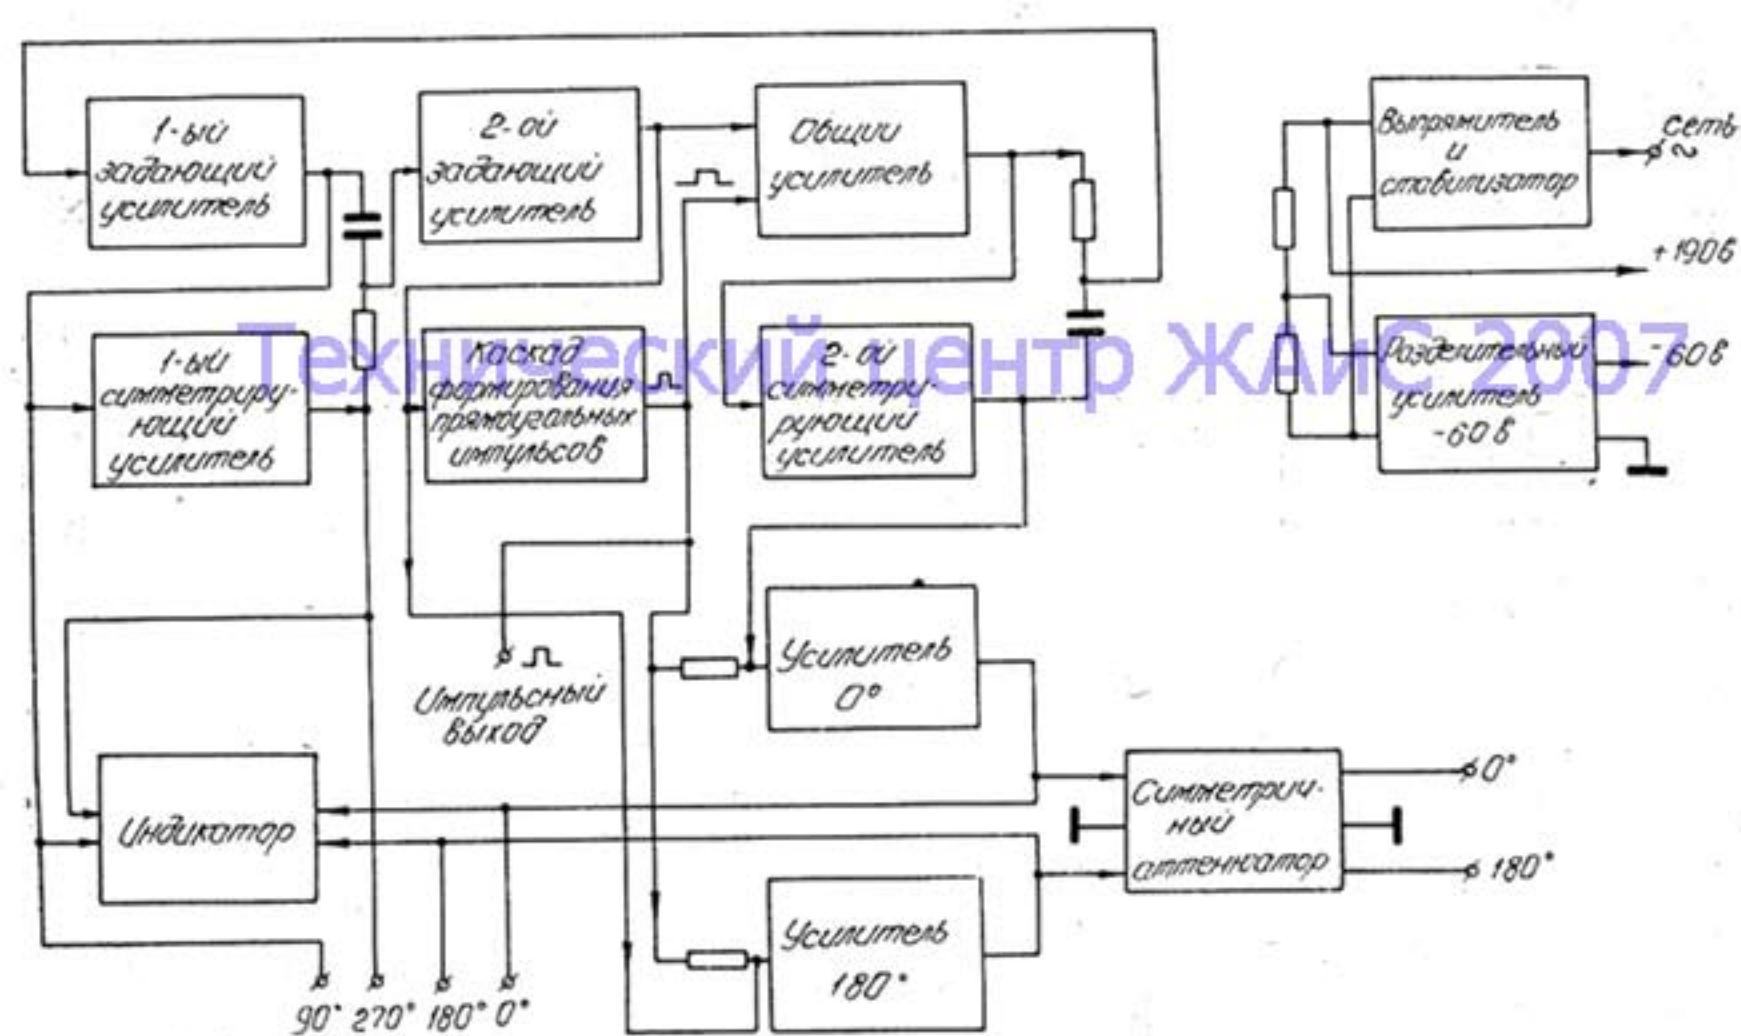 1-ый
задающий
усилитель
2-ой
задающий
усилитель
Общий
усилитель
Выпрямитель
и
стабилизатор
сеть
~
+190в
1-ый
симметриру-
ющий
усилитель
Каскад
формирования
прямоугольных
импульсов
2-ой
симметри-
рующий
усилитель
Разделительный
усилитель
-60в
-60в
Технический центр ЖАиС 2007
Импульсный
выход
Усилитель
0°
Индикатор
Симметрич-
ный
аттенюатор
0°
180°
Усилитель
180°
90° 270° 180° 0°